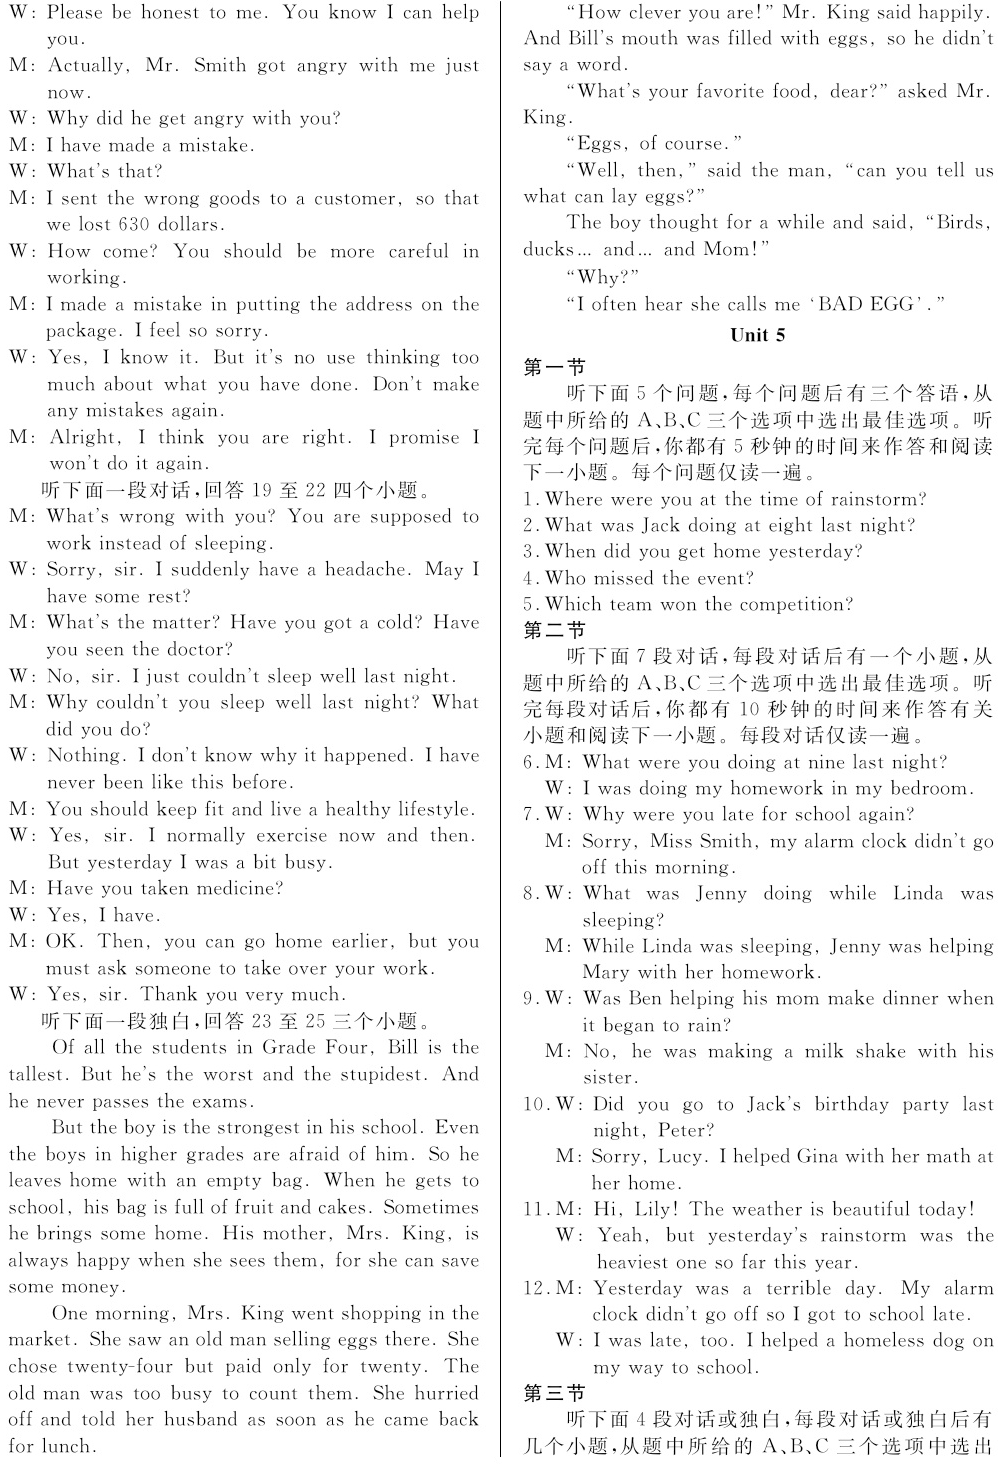 W: Please be honest to me. You know I can help
you.
M: Actually, Mr. Smith got angry with me just
now.
W: Why did he get angry with you?
M: I have made a mistake.
W: What's that?
M: I sent the wrong goods to a customer, so that
we lost 630 dollars.
W: How come? You should be more careful in
working.
M: I made a mistake in putting the address on the
package. I feel so sorry.
W: Yes, I know it. But it's no use thinking too
much about what you have done. Don't make
any mistakes again.
M: Alright, I think you are right. I promise I
won't do it again.
听下面一段对话,回答 19 至 22 四个小题。
M: What's wrong with you? You are supposed to
work instead of sleeping.
W: Sorry, sir. I suddenly have a headache. May I
have some rest?
M: What's the matter? Have you got a cold? Have
you seen the doctor?
W: No, sir. I just couldn't sleep well last night.
M: Why couldn't you sleep well last night? What
did you do?
W: Nothing. I don't know why it happened. I have
never been like this before.
M: You should keep fit and live a healthy lifestyle.
W: Yes, sir. I normally exercise now and then.
But yesterday I was a bit busy.
M: Have you taken medicine?
W: Yes, I have.
M: OK. Then, you can go home earlier, but you
must ask someone to take over your work.
W: Yes, sir. Thank you very much.
听下面一段独白,回答 23 至 25 三个小题。
Of all the students in Grade Four, Bill is the
tallest. But he's the worst and the stupidest. And
he never passes the exams.
But the boy is the strongest in his school. Even
the boys in higher grades are afraid of him. So he
leaves home with an empty bag. When he gets to
school, his bag is full of fruit and cakes. Sometimes
he brings some home. His mother, Mrs. King, is
always happy when she sees them, for she can save
some money.
One morning, Mrs. King went shopping in the
market. She saw an old man selling eggs there. She
chose twenty-four but paid only for twenty. The
old man was too busy to count them. She hurried
off and told her husband as soon as he came back
for lunch.
"How clever you are!" Mr. King said happily.
And Bill's mouth was filled with eggs, so he didn't
say a word.
"What's your favorite food, dear?" asked Mr.
King.
"Eggs, of course."
"Well, then," said the man, "can you tell us
what can lay eggs?"
The boy thought for a while and said, "Birds,
ducks… and… and Mom!"
"Why?"
"I often hear she calls me 'BAD EGG'."
Unit 5
第一节
听下面 5 个问题,每个问题后有三个答语,从
题中所给的 A、B、C 三个选项中选出最佳选项。听
完每个问题后,你都有 5 秒钟的时间来作答和阅读
下一小题。每个问题仅读一遍。
1. Where were you at the time of rainstorm?
2. What was Jack doing at eight last night?
3. When did you get home yesterday?
4. Who missed the event?
5. Which team won the competition?
第二节
听下面 7 段对话,每段对话后有一个小题,从
题中所给的 A、B、C 三个选项中选出最佳选项。听
完每段对话后,你都有 10 秒钟的时间来作答有关
小题和阅读下一小题。每段对话仅读一遍。
6. M: What were you doing at nine last night?
W: I was doing my homework in my bedroom.
7. W: Why were you late for school again?
M: Sorry, Miss Smith, my alarm clock didn't go
off this morning.
8. W: What was Jenny doing while Linda was
sleeping?
M: While Linda was sleeping, Jenny was helping
Mary with her homework.
9. W: Was Ben helping his mom make dinner when
it began to rain?
M: No, he was making a milk shake with his
sister.
10. W: Did you go to Jack's birthday party last
night, Peter?
M: Sorry, Lucy. I helped Gina with her math at
her home.
11. M: Hi, Lily! The weather is beautiful today!
W: Yeah, but yesterday's rainstorm was the
heaviest one so far this year.
12. M: Yesterday was a terrible day. My alarm
clock didn't go off so I got to school late.
W: I was late, too. I helped a homeless dog on
my way to school.
第三节
听下面 4 段对话或独白,每段对话或独白后有
几个小题,从题中所给的 A、B、C 三个选项中选出